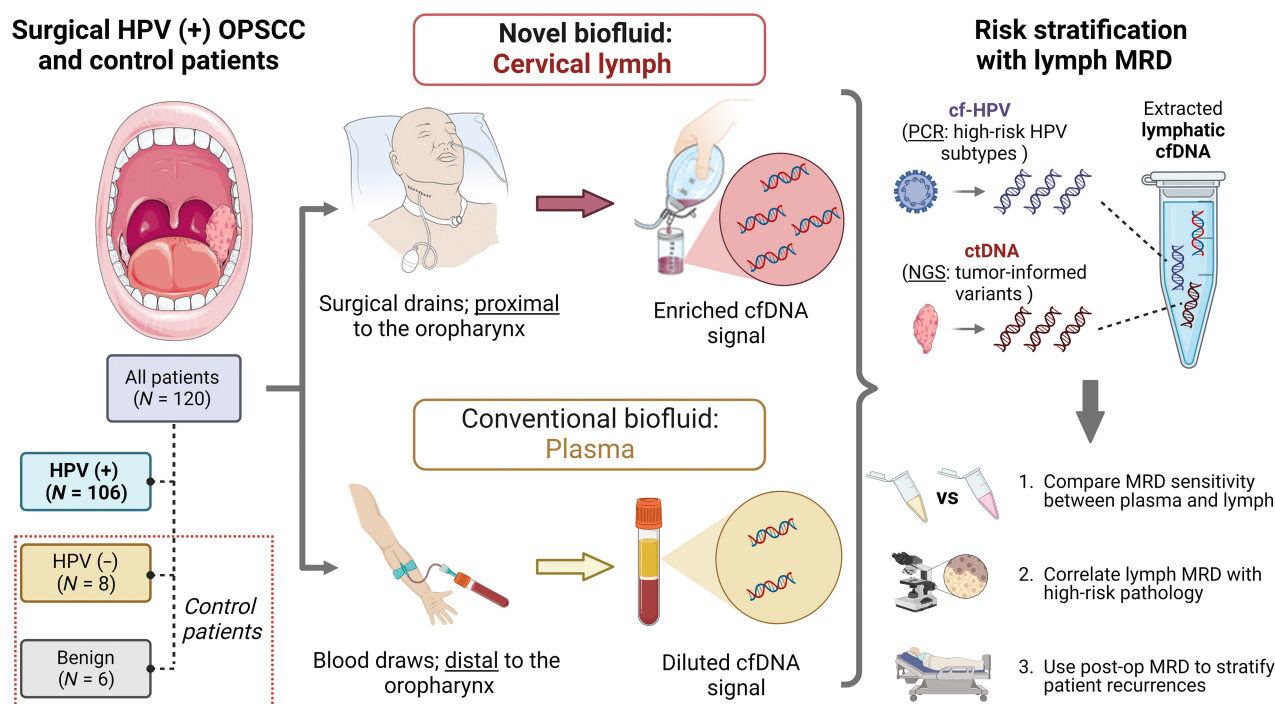 Surgical HPV (+) OPSCC
and control patients
All patients
(N = 120)
HPV (+)
(N = 106)
HPV (–)
(N = 8)
Benign
(N = 6)
Control
patients
Novel biofluid:
Cervical lymph
Surgical drains; proximal
to the oropharynx
Enriched cfDNA
signal
Conventional biofluid:
Plasma
Blood draws; distal to the
oropharynx
Diluted cfDNA
signal
Risk stratification
with lymph MRD
cf-HPV
(PCR: high-risk HPV
subtypes )
ctDNA
(NGS: tumor-informed
variants )
Extracted
lymphatic
cfDNA
vs
1. Compare MRD sensitivity
between plasma and lymph
2. Correlate lymph MRD with
high-risk pathology
3. Use post-op MRD to stratify
patient recurrences